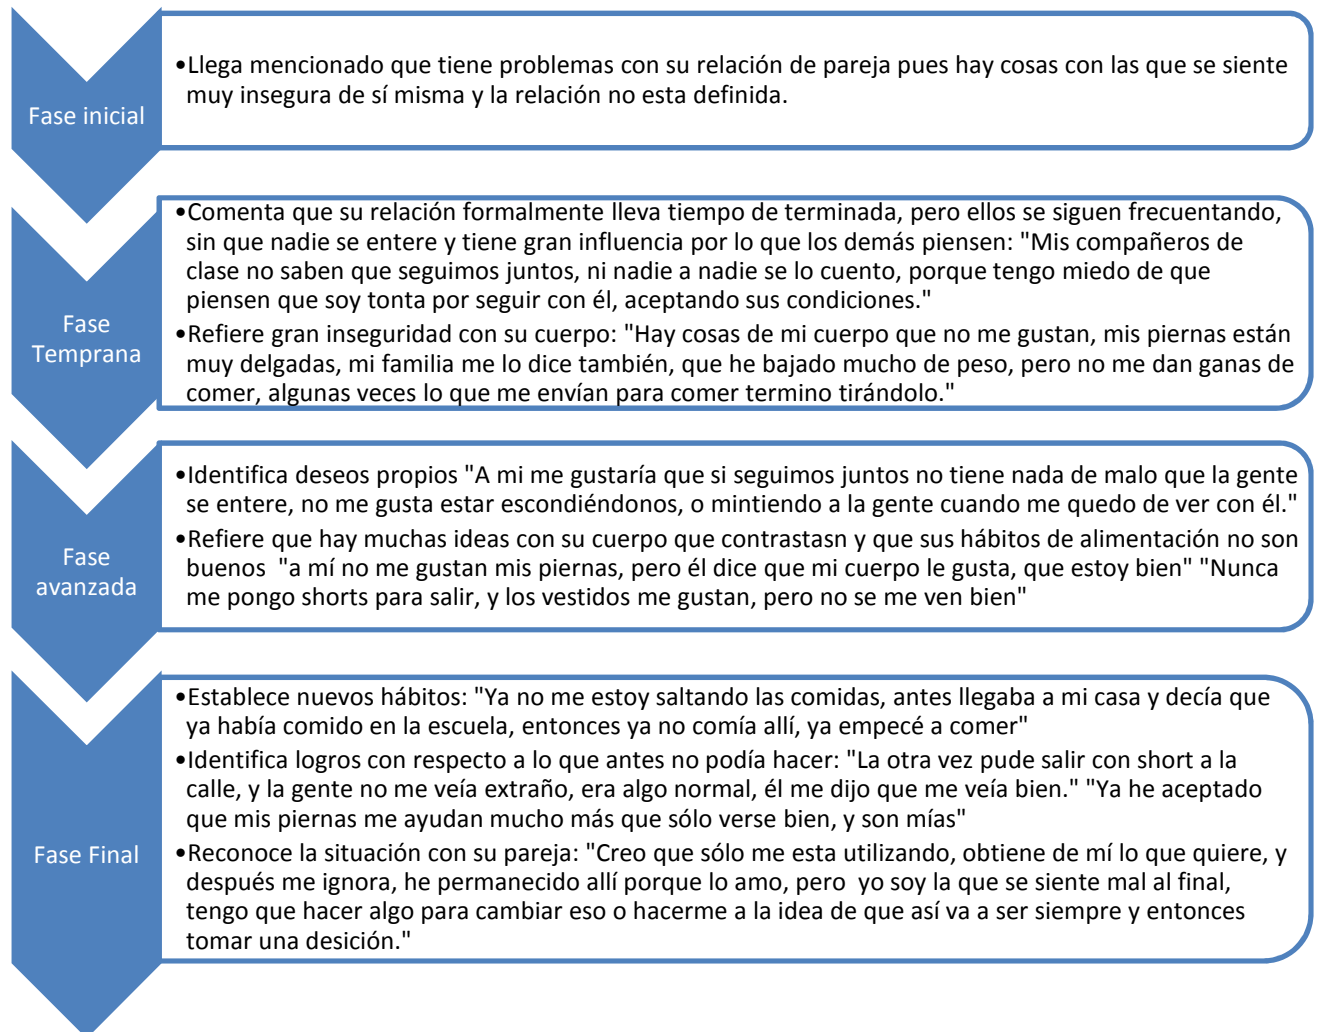 Fase inicial
•Llega mencionado que tiene problemas con su relación de pareja pues hay cosas con las que se siente
muy insegura de sí misma y la relación no esta definida.
Fase
Temprana
•Comenta que su relación formalmente lleva tiempo de terminada, pero ellos se siguen frecuentando,
sin que nadie se entere y tiene gran influencia por lo que los demás piensen: "Mis compañeros de
clase no saben que seguimos juntos, ni nadie a nadie se lo cuento, porque tengo miedo de que
piensen que soy tonta por seguir con él, aceptando sus condiciones."
•Refiere gran inseguridad con su cuerpo: "Hay cosas de mi cuerpo que no me gustan, mis piernas están
muy delgadas, mi familia me lo dice también, que he bajado mucho de peso, pero no me dan ganas de
comer, algunas veces lo que me envían para comer termino tirándolo."
Fase
avanzada
•Identifica deseos propios "A mi me gustaría que si seguimos juntos no tiene nada de malo que la gente
se entere, no me gusta estar escondiéndonos, o mintiendo a la gente cuando me quedo de ver con él."
•Refiere que hay muchas ideas con su cuerpo que contrastasn y que sus hábitos de alimentación no son
buenos "a mí no me gustan mis piernas, pero él dice que mi cuerpo le gusta, que estoy bien" "Nunca
me pongo shorts para salir, y los vestidos me gustan, pero no se me ven bien"
Fase Final
•Establece nuevos hábitos: "Ya no me estoy saltando las comidas, antes llegaba a mi casa y decía que
ya había comido en la escuela, entonces ya no comía allí, ya empecé a comer"
•Identifica logros con respecto a lo que antes no podía hacer: "La otra vez pude salir con short a la
calle, y la gente no me veía extraño, era algo normal, él me dijo que me veía bien." "Ya he aceptado
que mis piernas me ayudan mucho más que sólo verse bien, y son mías"
•Reconoce la situación con su pareja: "Creo que sólo me esta utilizando, obtiene de mí lo que quiere, y
después me ignora, he permanecido allí porque lo amo, pero yo soy la que se siente mal al final,
tengo que hacer algo para cambiar eso o hacerme a la idea de que así va a ser siempre y entonces
tomar una desición."